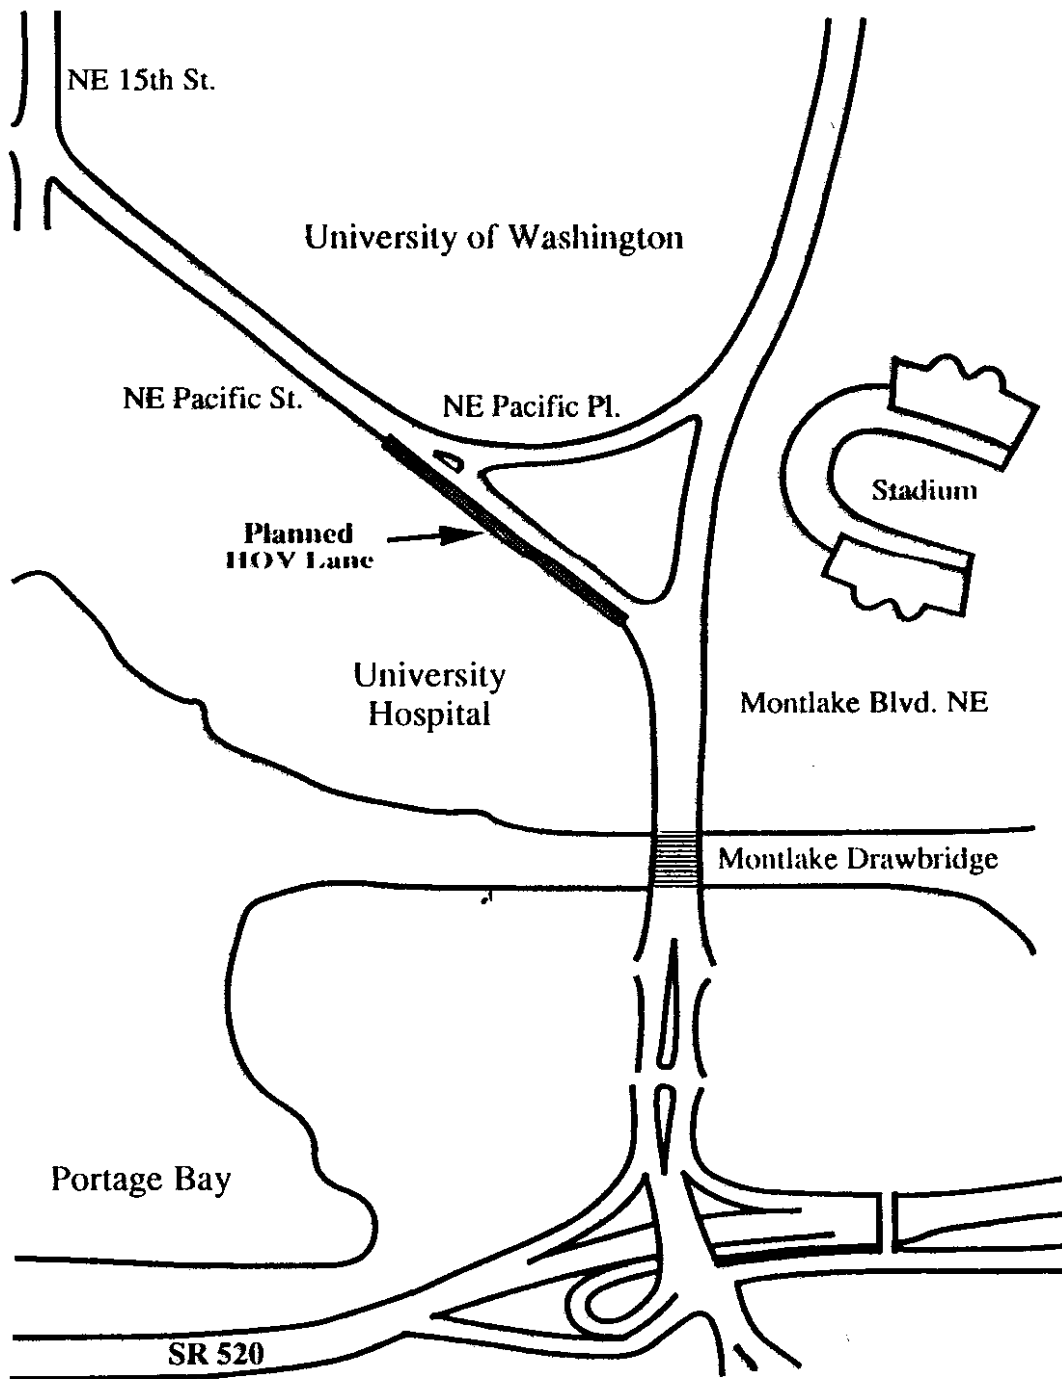 NE 15th St.
University of Washington
NE Pacific St.
NE Pacific Pl.
Stadium
Planned
HOV Lane
University
Hospital
Montlake Blvd. NE
Montlake Drawbridge
Portage Bay
SR 520